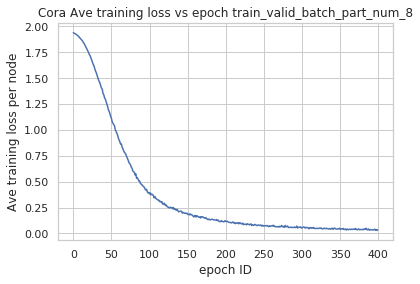 Cora Ave training loss vs epoch train_valid_batch_part_num_8
Ave training loss per node
2.00
1.75
1.50
1.25
1.00
0.75
0.50
0.25
0.00
0 50 100 150 200 250 300 350 400
epoch ID